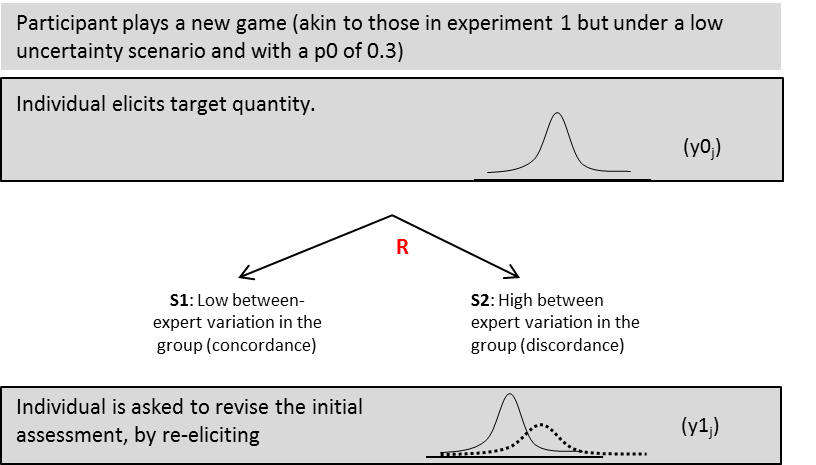 Participant plays a new game (akin to those in experiment 1 but under a low
uncertainty scenario and with a p0 of 0.3)
Individual elicits target quantity.
(y0j)
R
S1: Low between-
expert variation in the
group (concordance)
S2: High between
expert variation in the
group (discordance)
Individual is asked to revise the initial
assessment, by re-eliciting
(y1j)